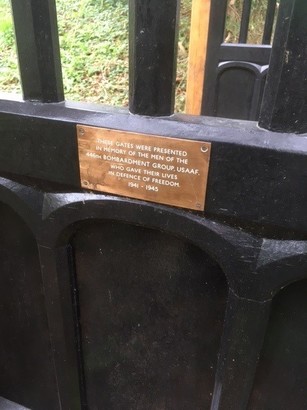 THESE GATES WERE PRESENTED
IN MEMORY OF THE MEN OF THE
BOMBARDMENT GROUP, USAAF,
WHO GAVE THEIR LIVES
IN DEFENCE OF FREEDOM.
1941 - 1945